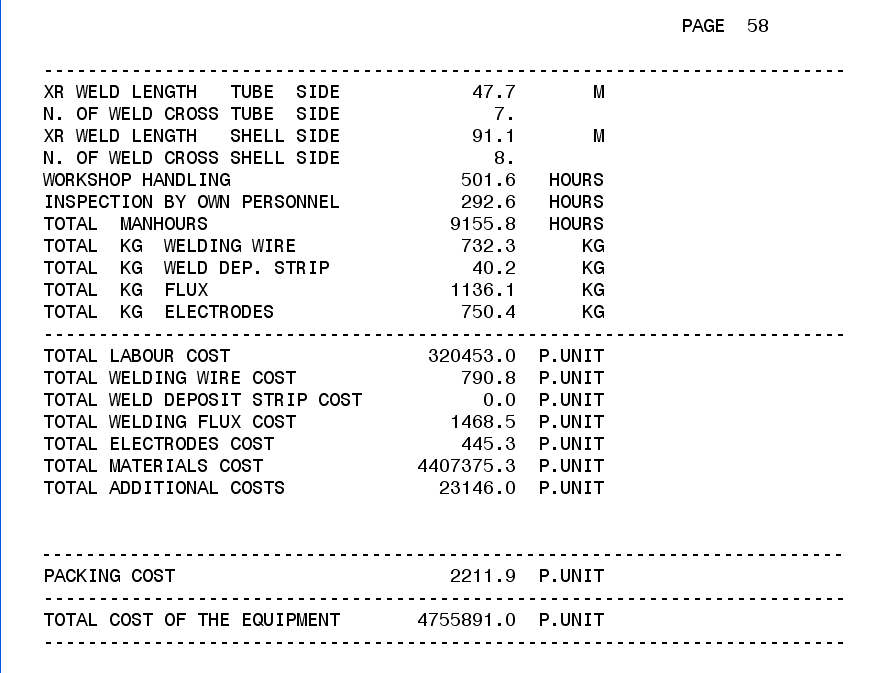 PAGE 58
XR WELD LENGTH TUBE SIDE 47.7 M
N. OF WELD CROSS TUBE SIDE 7.
XR WELD LENGTH SHELL SIDE 91.1 M
N. OF WELD CROSS SHELL SIDE 8.
WORKSHOP HANDLING 501.6 HOURS
INSPECTION BY OWN PERSONNEL 292.6 HOURS
TOTAL MANHOURS 9155.8 HOURS
TOTAL KG WELDING WIRE 732.3 KG
TOTAL KG WELD DEP. STRIP 40.2 KG
TOTAL KG FLUX 1136.1 KG
TOTAL KG ELECTRODES 750.4 KG
TOTAL LABOUR COST 320453.0 P.UNIT
TOTAL WELDING WIRE COST 790.8 P.UNIT
TOTAL WELD DEPOSIT STRIP COST 0.0 P.UNIT
TOTAL WELDING FLUX COST 1468.5 P.UNIT
TOTAL ELECTRODES COST 445.3 P.UNIT
TOTAL MATERIALS COST 4407375.3 P.UNIT
TOTAL ADDITIONAL COSTS 23146.0 P.UNIT
PACKING COST 2211.9 P.UNIT
TOTAL COST OF THE EQUIPMENT 4755891.0 P.UNIT